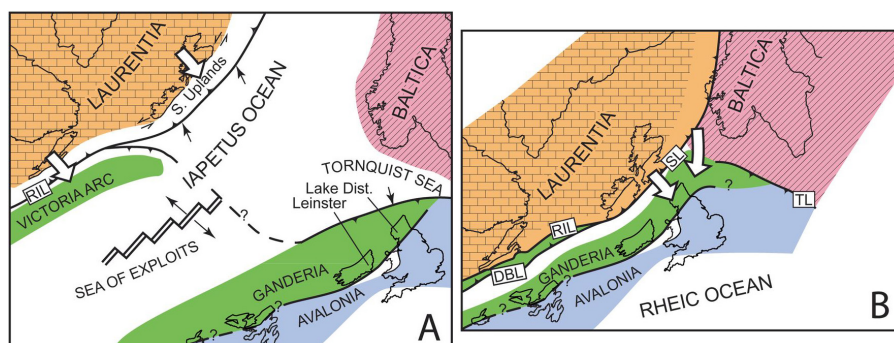 LAURENTIA
S. Uplands
IAPETUS OCEAN
BALTICA
RIL
VICTORIA ARC
TORNQUIST SEA
Lake Dist.
Leinster
?
SEA OF EXPLOITS
GANDERIA
AVALONIA
?
?
A
LAURENTIA
BALTICA
SL
?
TL
RIL
DBL
GANDERIA
AVALONIA
RHEIC OCEAN
?
?
B